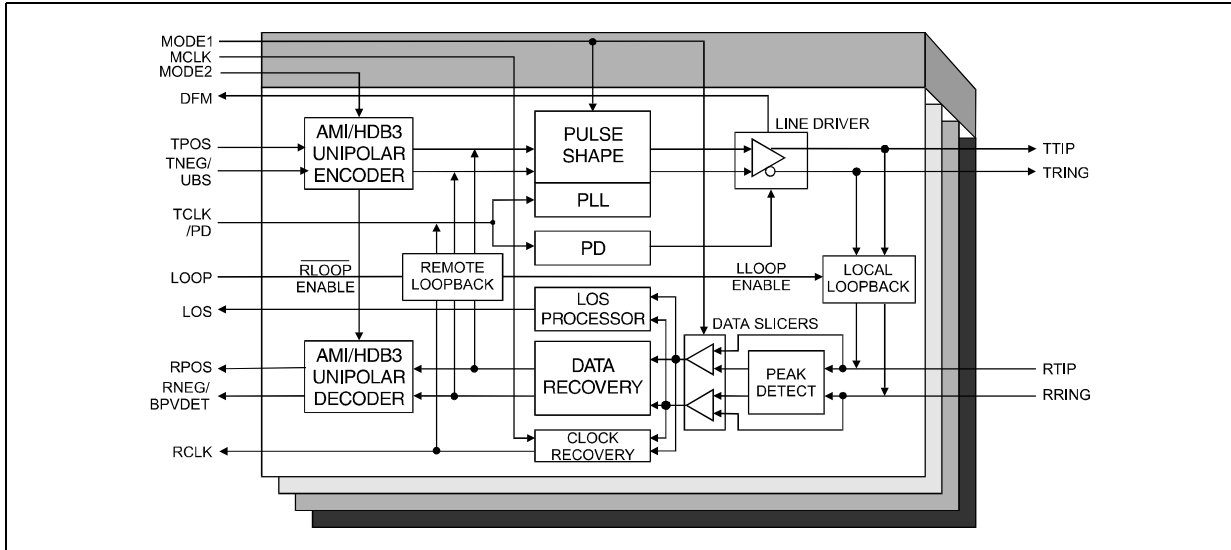 MODE1
MCLK
MODE2
DFM
TPOS
TNEG/
UBS
TCLK
/PD
LOOP
LOS
RPOS
RNEG/
BPVDET
RCLK
AMI/HDB3
UNIPOLAR
ENCODER
PULSE
SHAPE
PLL
PD
LINE DRIVER
TTIP
TRING
RLOOP
ENABLE
REMOTE
LOOPBACK
LLOOP
ENABLE
LOCAL
LOOPBACK
LOS
PROCESSOR
DATA SLICERS
AMI/HDB3
UNIPOLAR
DECODER
DATA
RECOVERY
PEAK
DETECT
CLOCK
RECOVERY
RTIP
RRING